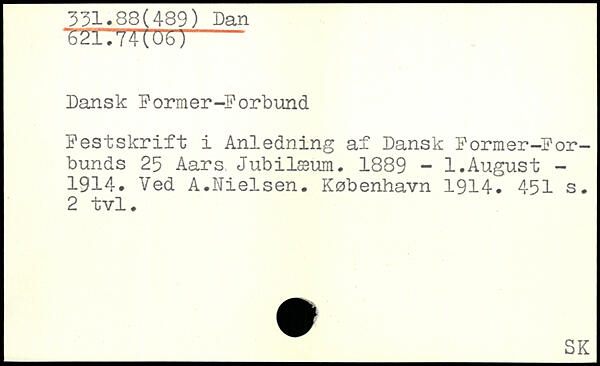 331.88(489) Dan
621.74(06)
Dansk Former-Forbund
Festskrift i Anledning af Dansk Former-For-
bunds 25 Aars Jubilæum. 1889 - 1.August -
1914. Ved A.Nielsen. København 1914. 451 s.
2 tvl.
SK